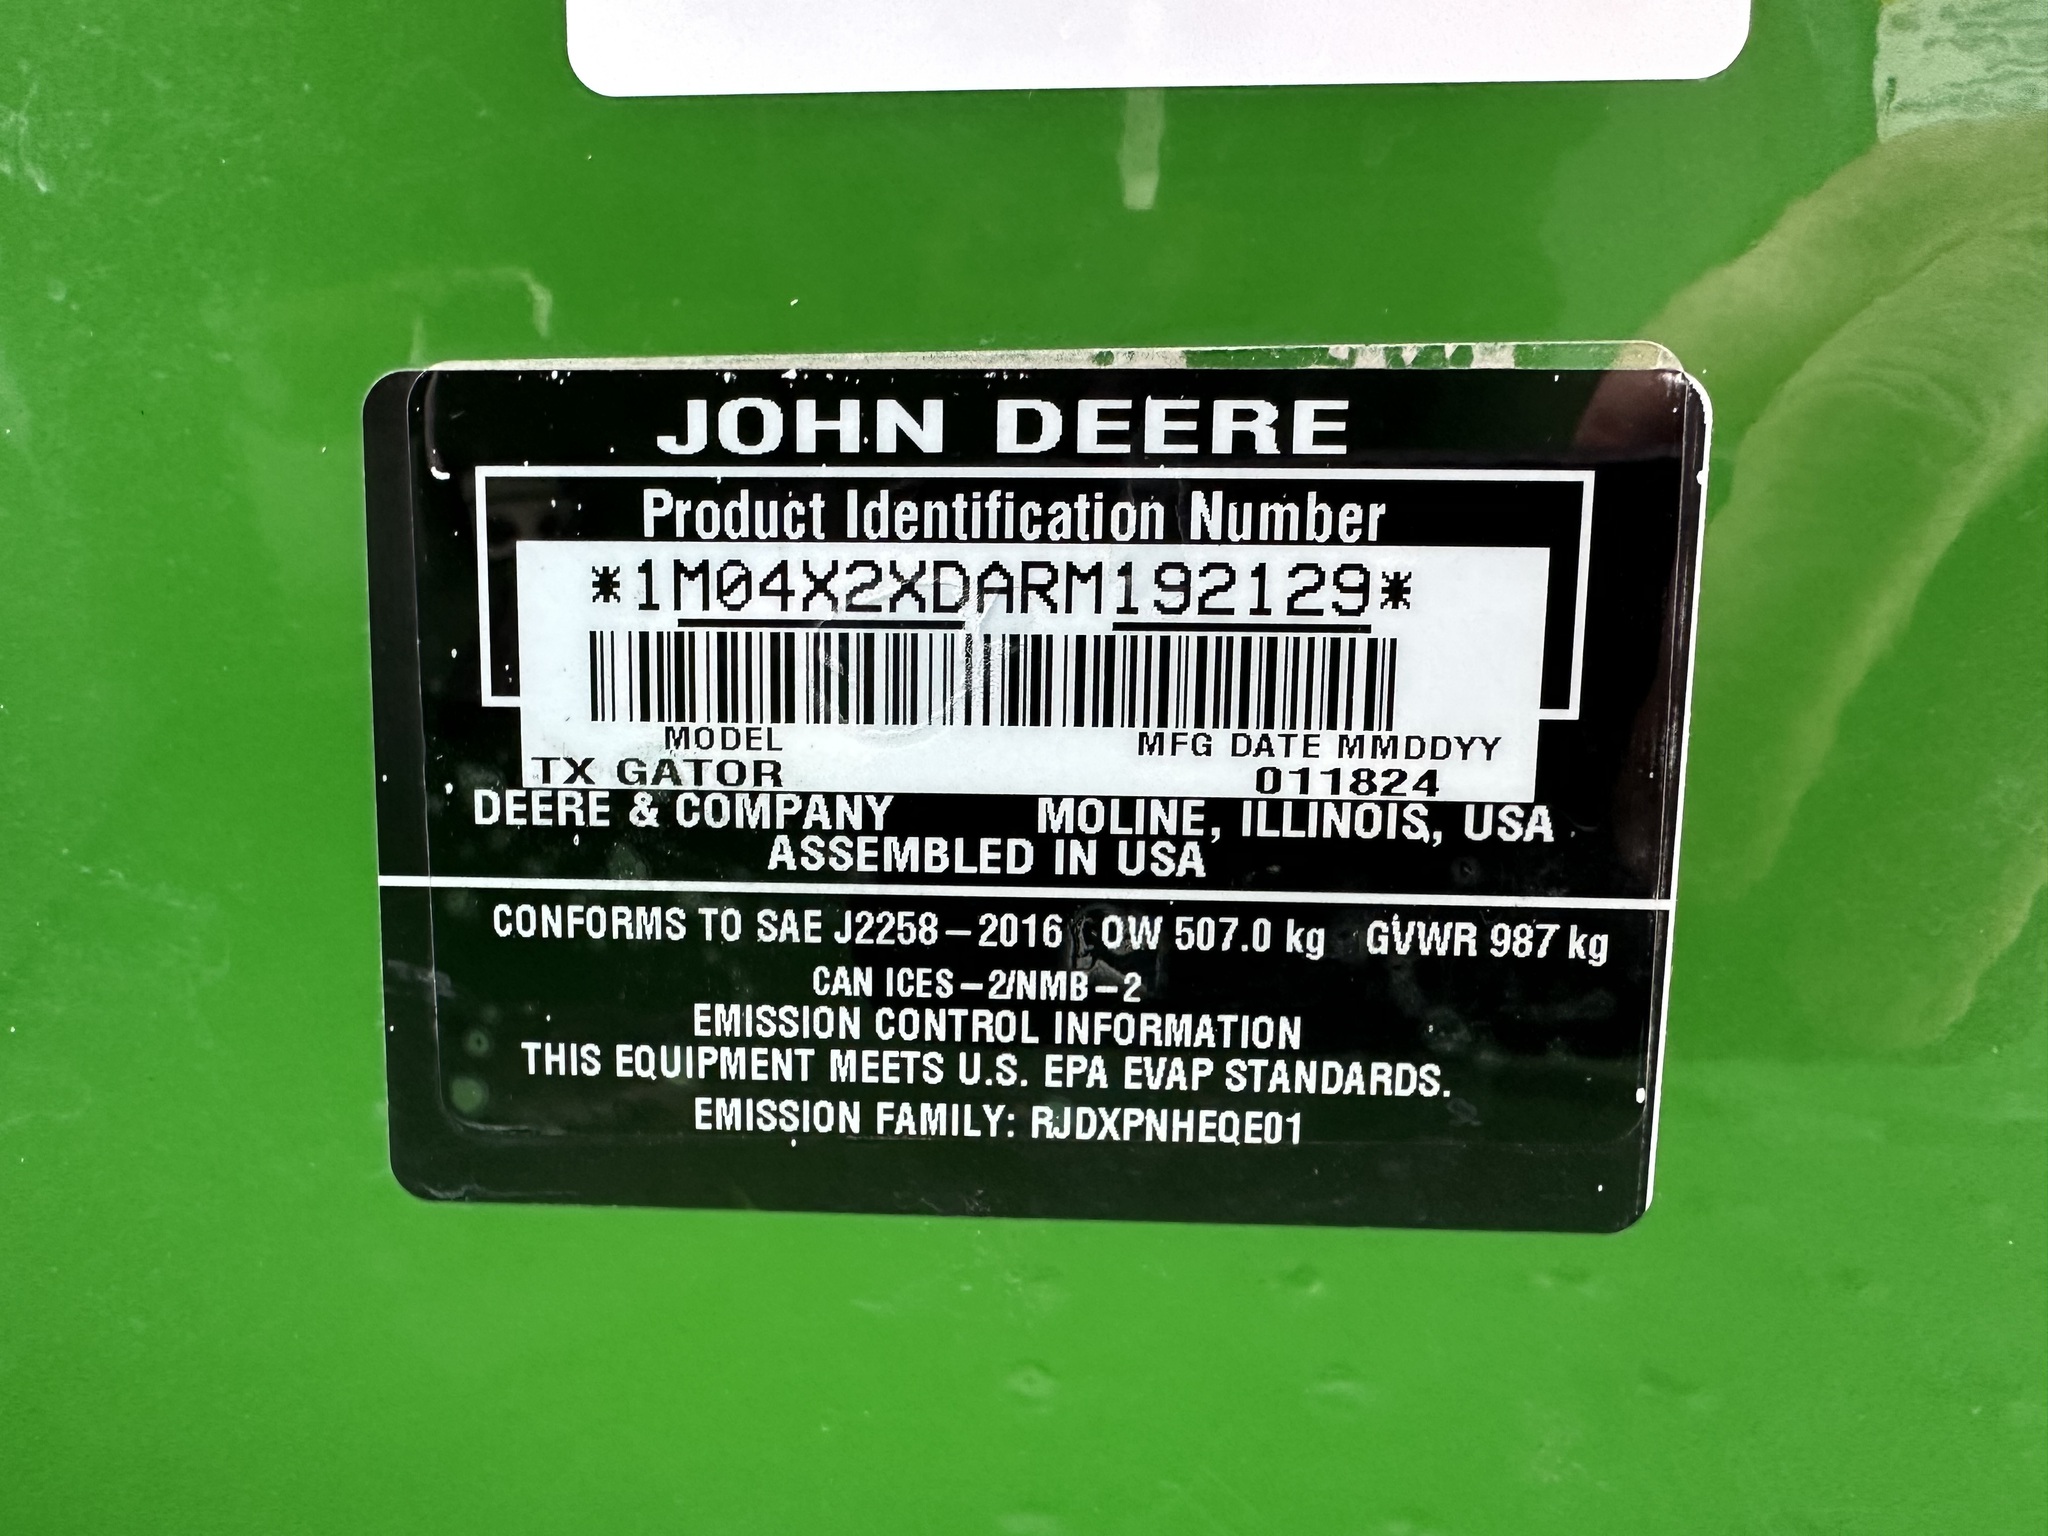 JOHN DEERE
Product Identification Number
*1M04X2XDARM192129*
MODEL MFG DATE MMDDYY
TX GATOR 011824
DEERE & COMPANY MOLINE, ILLINOIS, USA
ASSEMBLED IN USA
CONFORMS TO SAE J2258-2016 OW 507.0 kg GVWR 987 kg
CAN ICES-2/NMB-2
EMISSION CONTROL INFORMATION
THIS EQUIPMENT MEETS U.S. EPA EVAP STANDARDS.
EMISSION FAMILY: RJDXPNHEQE01